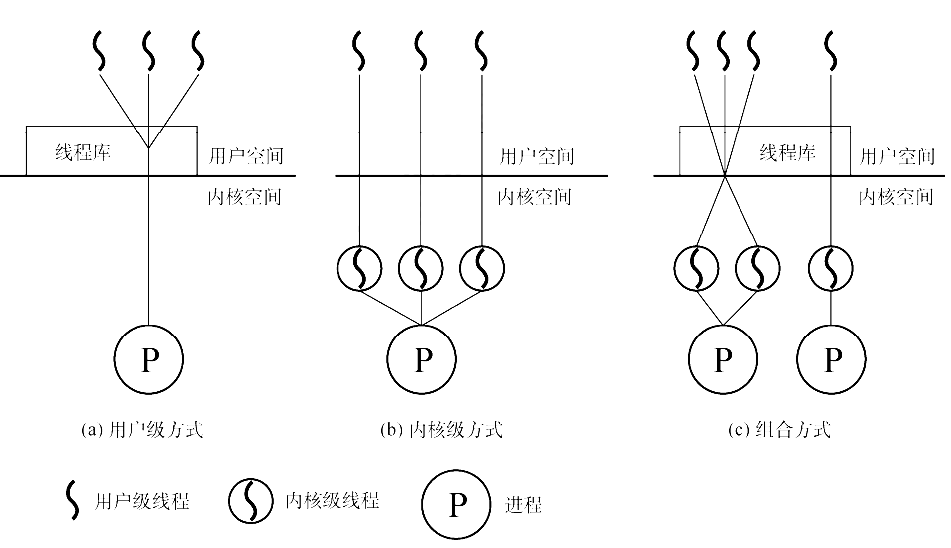 线程库 用户空间
内核空间
P
(a) 用户级方式
用户空间
内核空间
P
(b) 内核级方式
线程库 用户空间
内核空间
P P
(c) 组合方式
用户级线程 内核级线程 P 进程